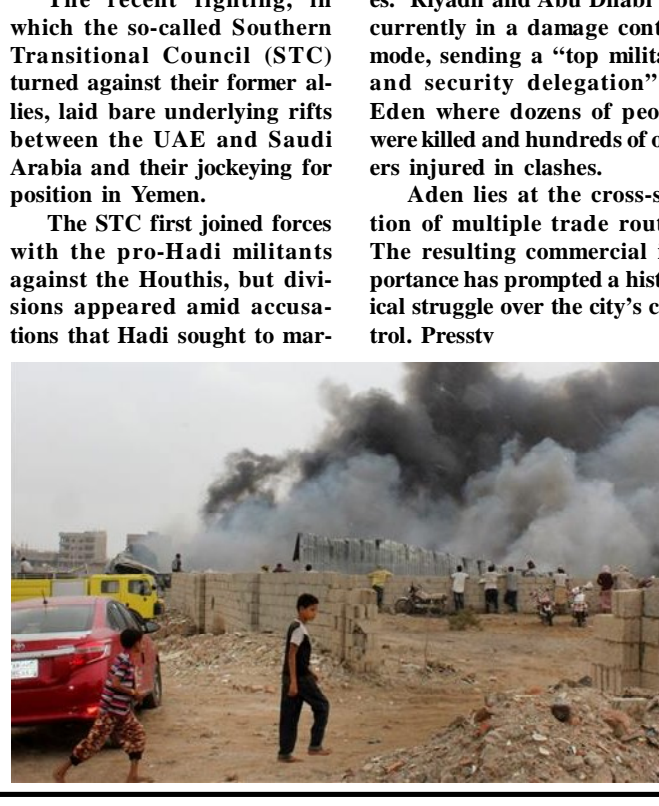 The recent fighting, in
which the so-called Southern
Transitional Council (STC)
turned against their former al-
lies, laid bare underlying rifts
between the UAE and Saudi
Arabia and their jockeying for
position in Yemen.
The STC first joined forces
with the pro-Hadi militants
against the Houthis, but divi-
sions appeared amid accusa-
tions that Hadi sought to mar-
es. Riyadh and Abu Dhabi
currently in a damage cont
mode, sending a “top milita
and security delegation”
Eden where dozens of peo
were killed and hundreds of o
ers injured in clashes.
Aden lies at the cross-s
tion of multiple trade rout
The resulting commercial
portance has prompted a hist
ical struggle over the city’s c
trol. Presstv